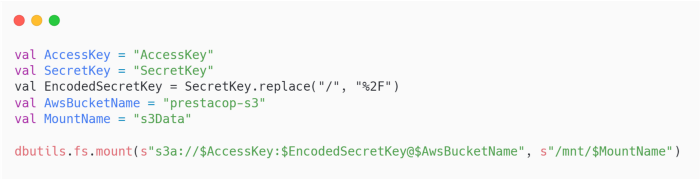 val AccessKey = "AccessKey"
val SecretKey = "SecretKey"
val EncodedSecretKey = SecretKey.replace("/", "%2F")
val AwsBucketName = "prestacop-s3"
val MountName = "s3Data"
dbutils.fs.mount(s"s3a://$AccessKey:$EncodedSecretKey@$AwsBucketName", s"/mnt/$MountName")